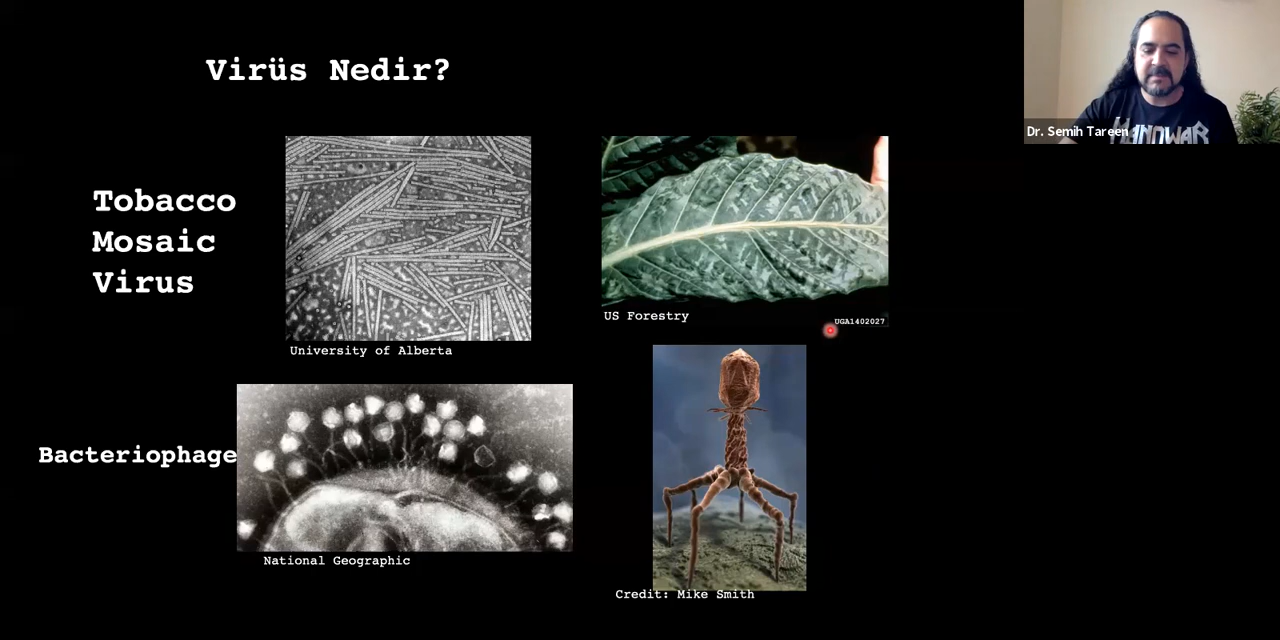 Virüs Nedir?
Dr. Semih Tareen
MANOWAR
Tobacco
Mosaic
Virus
University of Alberta
US Forestry
UGA1402027
Bacteriophage
National Geographic
Credit: Mike Smith